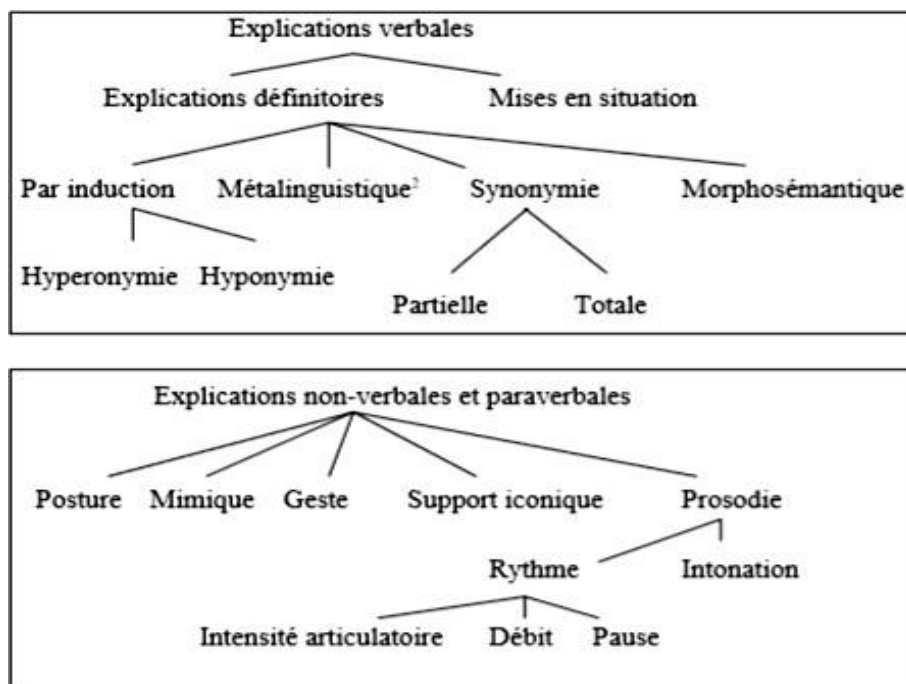 Explications verbales
Explications définitoires Mises en situation
Par induction Métalinguistique² Synonymie Morphosémantique
Hyperonymie Hyponymie
Partielle Totale
Explications non-verbales et paraverbales
Posture Mimique Geste Support iconique Prosodie
Rythme Intonation
Intensité articulatoire Débit Pause